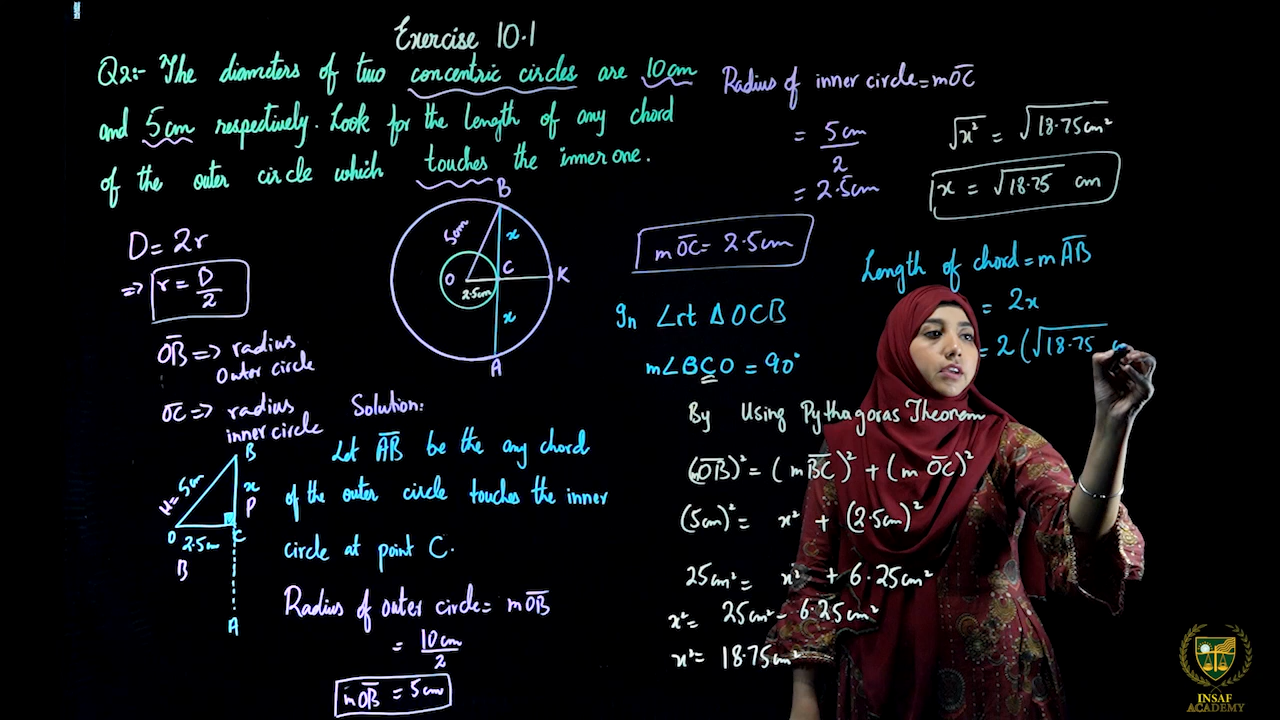 Exercise 10.1
Q2:- The diameters of two concentric circles are 10cm
and 5cm respectively. Look for the length of any chord
of the outer circle which touches the inner one.
D = 2r
=> r = D/2
OB => radius
outer circle
OC => radius
inner circle
B
5cm
x
O
C
K
2.5cm
x
A
B
H= 5cm
x
P
O
2.5cm
C
B
A
Solution:
Let AB be the any chord
of the outer circle touches the inner
circle at point C.
Radius of outer circle = mOB
= 10cm/2
mOB = 5cm
Radius of inner circle = mOC
= 5cm/2
= 2.5cm
mOC = 2.5cm
In ∠rt ΔOCB
m∠BCO = 90°
By Using Pythagoras Theorem
(mOB)² = (mBC)² + (mOC)²
(5cm)² = x² + (2.5cm)²
25cm² = x² + 6.25cm²
x² = 25cm² - 6.25cm²
x² = 18.75cm²
√x² = √18.75cm²
x = √18.75 cm
Length of chord = mAB
= 2x
= 2(√18.75
INSAF
ACADEMY